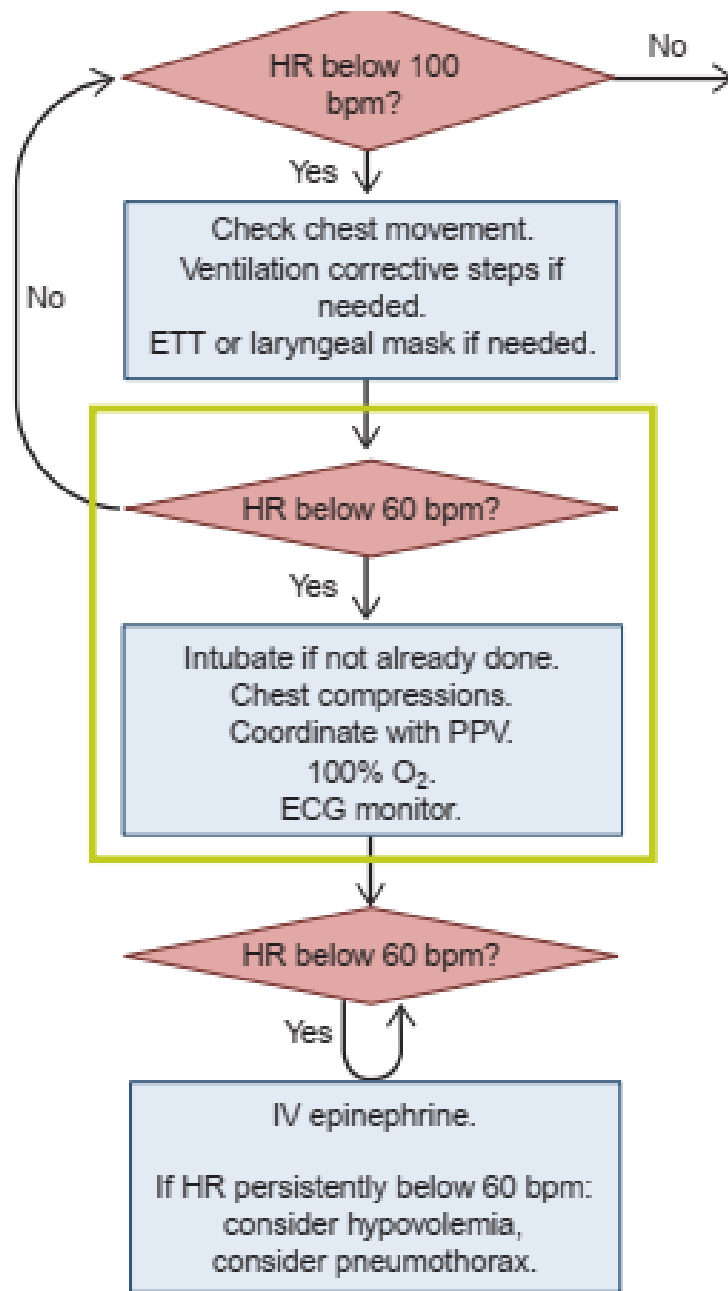 HR below 100
bpm?
No
Yes
Check chest movement.
Ventilation corrective steps if
needed.
ETT or laryngeal mask if needed.
No
HR below 60 bpm?
Yes
Intubate if not already done.
Chest compressions.
Coordinate with PPV.
100% O₂.
ECG monitor.
HR below 60 bpm?
Yes
IV epinephrine.
If HR persistently below 60 bpm:
consider hypovolemia,
consider pneumothorax.